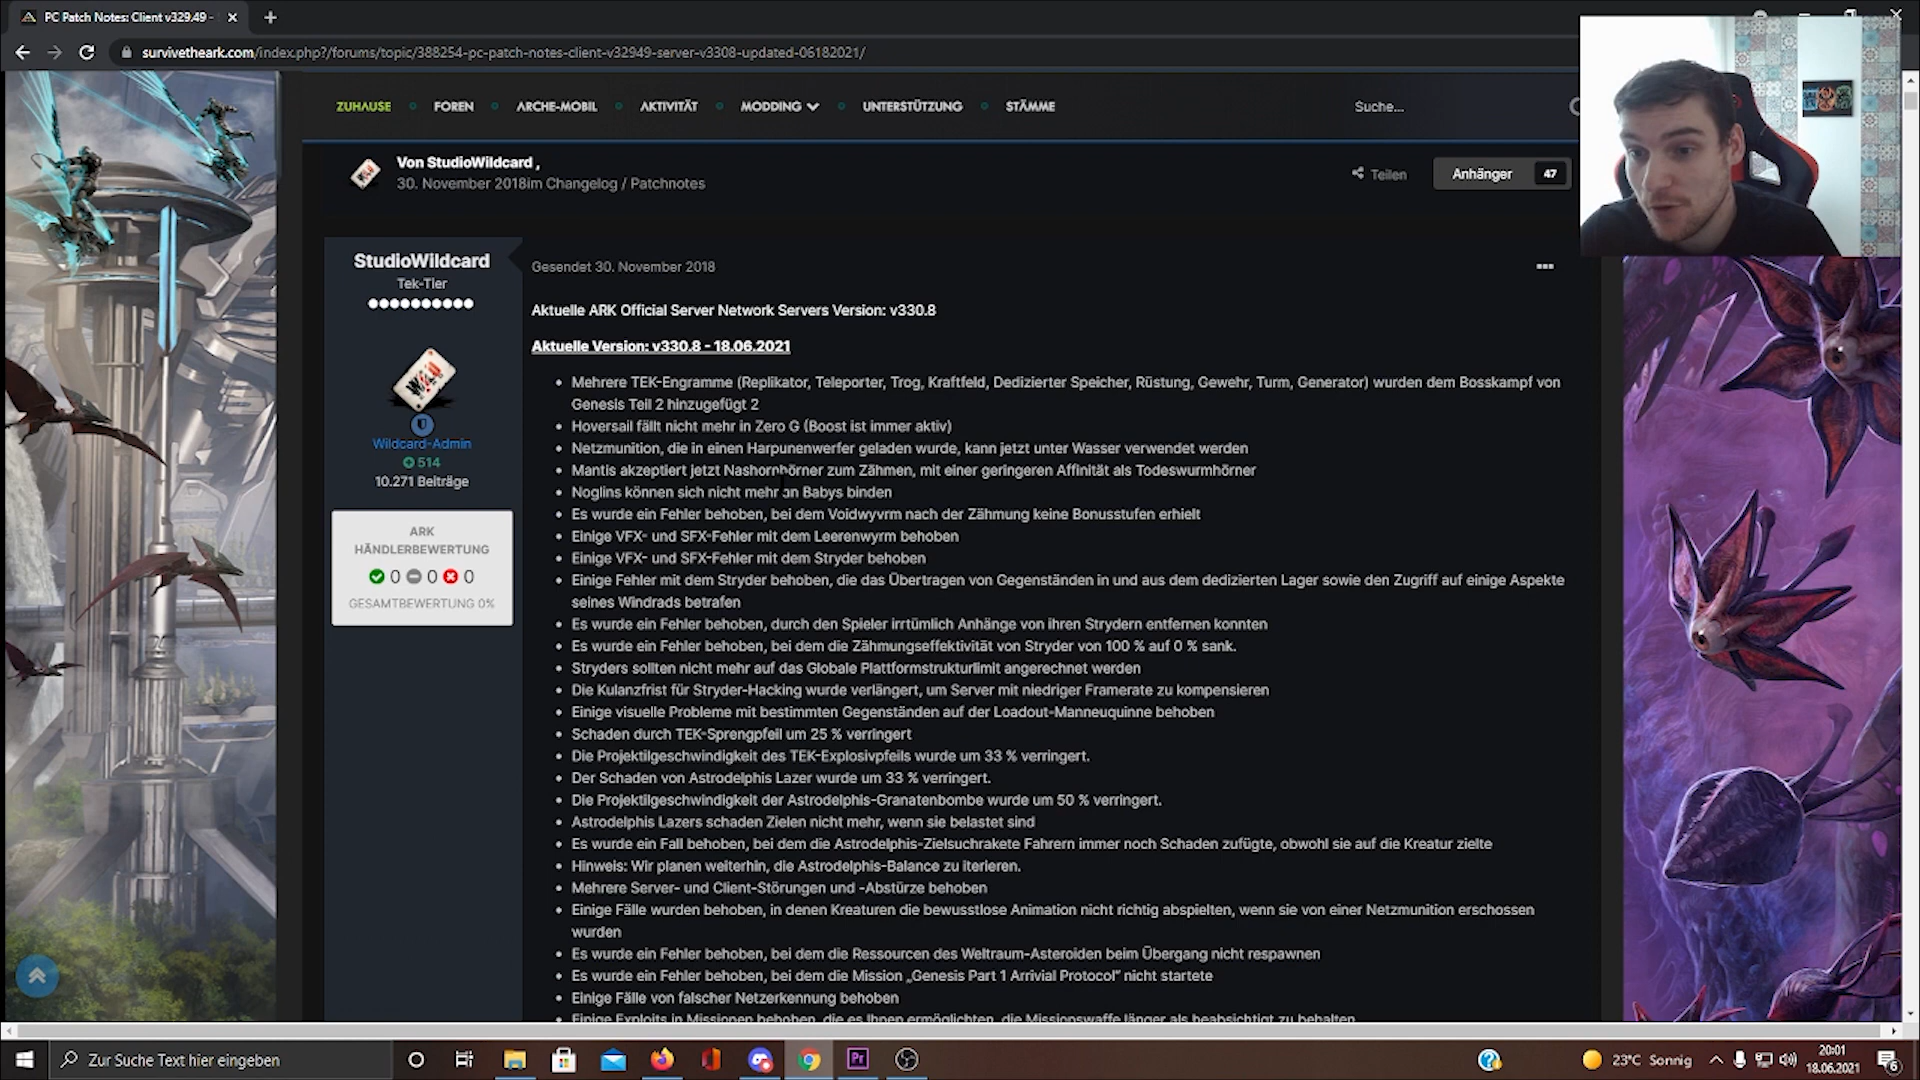 PC Patch Notes: Client v329.49 -
survivetheark.com/index.php?/forums/topic/388254-pc-patch-notes-client-v32949-server-v3308-updated-06182021/
ZUHAUSE FOREN ARCHE-MOBIL AKTIVITÄT MODDING UNTERSTÜTZUNG STÄMME Suche...
Von StudioWildcard ,
30. November 2018im Changelog / Patchnotes
Teilen
Anhänger 47
StudioWildcard
Tek-Tier
Wildcard-Admin
514
10.271 Beiträge
ARK
HÄNDLERBEWERTUNG
0 0 0
GESAMTBEWERTUNG 0%
Gesendet 30. November 2018
Aktuelle ARK Official Server Network Servers Version: v330.8
Aktuelle Version: v330.8 - 18.06.2021
Mehrere TEK-Engramme (Replikator, Teleporter, Trog, Kraftfeld, Dedizierter Speicher, Rüstung, Gewehr, Turm, Generator) wurden dem Bosskampf von
Genesis Teil 2 hinzugefügt 2
Hoversail fällt nicht mehr in Zero G (Boost ist immer aktiv)
Netzmunition, die in einen Harpunenwerfer geladen wurde, kann jetzt unter Wasser verwendet werden
Mantis akzeptiert jetzt Nashornhörner zum Zähmen, mit einer geringeren Affinität als Todeswurmhörner
Noglins können sich nicht mehr an Babys binden
Es wurde ein Fehler behoben, bei dem Voidwyvrm nach der Zähmung keine Bonusstufen erhielt
Einige VFX- und SFX-Fehler mit dem Leerenwyrm behoben
Einige VFX- und SFX-Fehler mit dem Stryder behoben
Einige Fehler mit dem Stryder behoben, die das Übertragen von Gegenständen in und aus dem dedizierten Lager sowie den Zugriff auf einige Aspekte
seines Windrads betrafen
Es wurde ein Fehler behoben, durch den Spieler irrtümlich Anhänge von ihren Strydern entfernen konnten
Es wurde ein Fehler behoben, bei dem die Zähmungseffektivität von Stryder von 100 % auf 0 % sank.
Stryders sollten nicht mehr auf das Globale Plattformstrukturlimit angerechnet werden
Die Kulanzfrist für Stryder-Hacking wurde verlängert, um Server mit niedriger Framerate zu kompensieren
Einige visuelle Probleme mit bestimmten Gegenständen auf der Loadout-Manneuquinne behoben
Schaden durch TEK-Sprengpfeil um 25 % verringert
Die Projektilgeschwindigkeit des TEK-Explosivpfeils wurde um 33 % verringert.
Der Schaden von Astrodelphis Lazer wurde um 33 % verringert.
Die Projektilgeschwindigkeit der Astrodelphis-Granatenbombe wurde um 50 % verringert.
Astrodelphis Lazers schaden Zielen nicht mehr, wenn sie belastet sind
Es wurde ein Fall behoben, bei dem die Astrodelphis-Zielsuchrakete Fahrern immer noch Schaden zufügte, obwohl sie auf die Kreatur zielte
Hinweis: Wir planen weiterhin, die Astrodelphis-Balance zu iterieren.
Mehrere Server- und Client-Störungen und -Abstürze behoben
Einige Fälle wurden behoben, in denen Kreaturen die bewusstlose Animation nicht richtig abspielten, wenn sie von einer Netzmunition erschossen
wurden
Es wurde ein Fehler behoben, bei dem die Ressourcen des Weltraum-Asteroiden beim Übergang nicht respawnen
Es wurde ein Fehler behoben, bei dem die Mission „Genesis Part 1 Arrivial Protocol“ nicht startete
Einige Fälle von falscher Netzerkennung behoben
Einige Exploits in Missionen behoben, die es Ihnen ermöglichten, die Missionswaffe länger als beabsichtigt zu behalten
Zur Suche Text hier eingeben
Pr
23°C Sonnig
20:01
18.06.2021
6